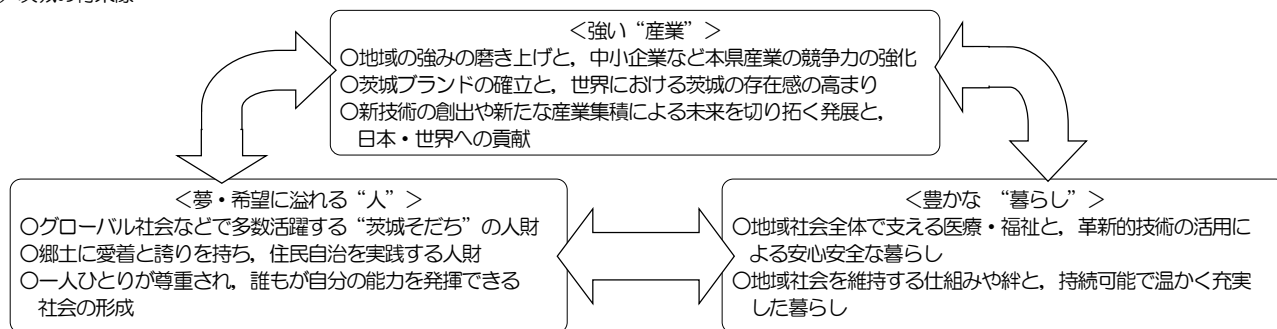 ＜強い“産業”＞
○地域の強みの磨き上げと，中小企業など本県産業の競争力の強化
○茨城ブランドの確立と，世界における茨城の存在感の高まり
○新技術の創出や新たな産業集積による未来を切り拓く発展と，
日本・世界への貢献
＜夢・希望に溢れる“人”＞
○グローバル社会などで多数活躍する“茨城そだち”の人財
○郷土に愛着と誇りを持ち，住民自治を実践する人財
○一人ひとりが尊重され，誰もが自分の能力を発揮できる
社会の形成
＜豊かな “暮らし”＞
○地域社会全体で支える医療・福祉と，革新的技術の活用に
よる安心安全な暮らし
○地域社会を維持する仕組みや絆と，持続可能で温かく充実
した暮らし